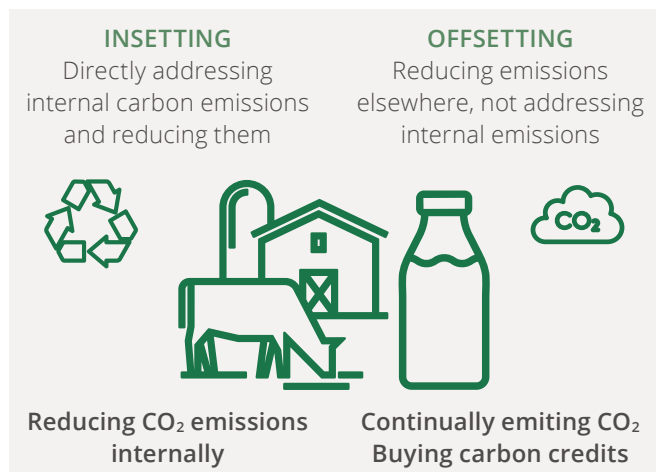 INSETTING
Directly addressing
internal carbon emissions
and reducing them
OFFSETTING
Reducing emissions
elsewhere, not addressing
internal emissions
CO₂
Reducing CO₂ emissions
internally
Continually emiting CO₂
Buying carbon credits